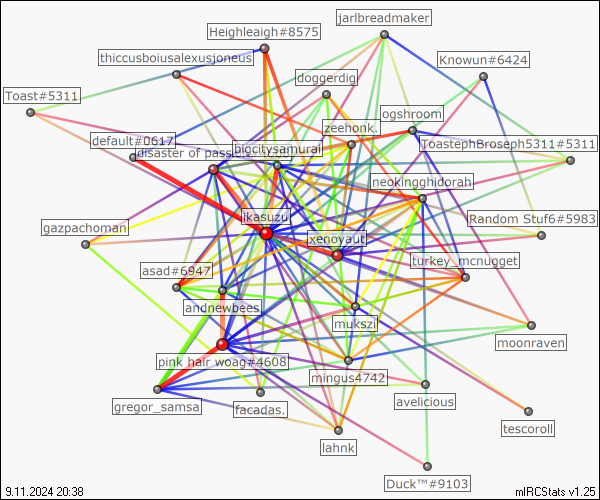 jarlbreadmaker
Heighleaigh#8575
thiccusboiusalexusjoneus
Knowun#6424
doggerdig
Toast#5311
ogshroom
zeehonk.
default#0617
ToastephBroseph5311#5311
disaster of pass
bigcitysamurai
neokingghidorah
ikasuzu
Random Stuf6#5983
gazpachoman
xenoyaut
turkey_mcnugget
asad#6947
andnewbees
mukszi
moonraven
pink hair woag#4608
mingus4742
avelicious
gregor_samsa
facadas.
tescoroll
lahnk
Duck™#9103
9.11.2024 20:38
mIRCStats v1.25